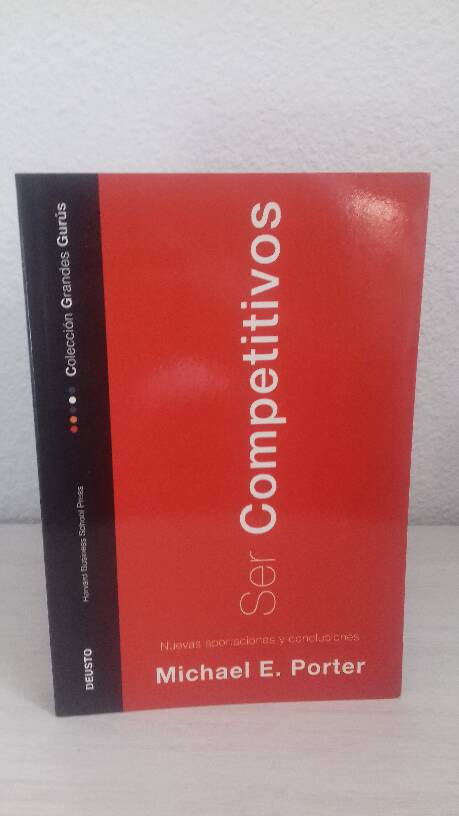 Colección Grandes Gurús
Harvard Business School Press
DEUSTO
Ser Competitivos
Nuevas aportaciones y conclusiones
Michael E. Porter